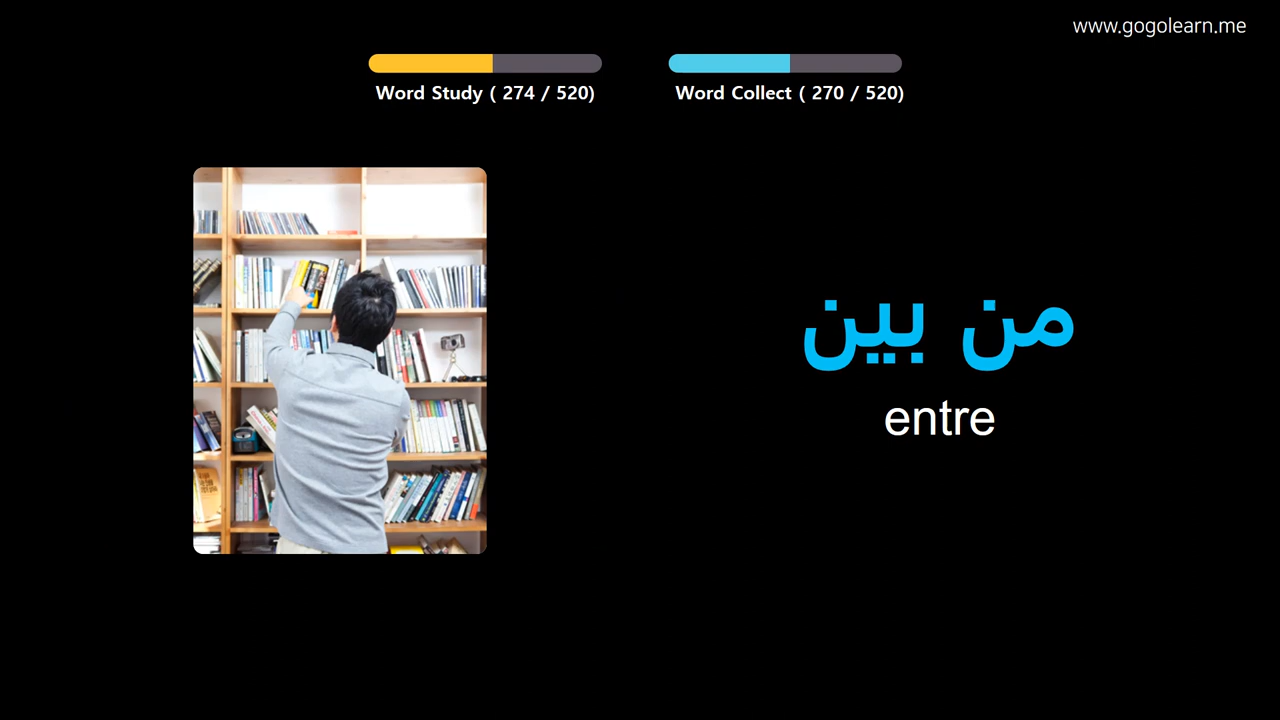 www.gogolearn.me
Word Study ( 274 / 520)
Word Collect ( 270 / 520)
من بين
entre